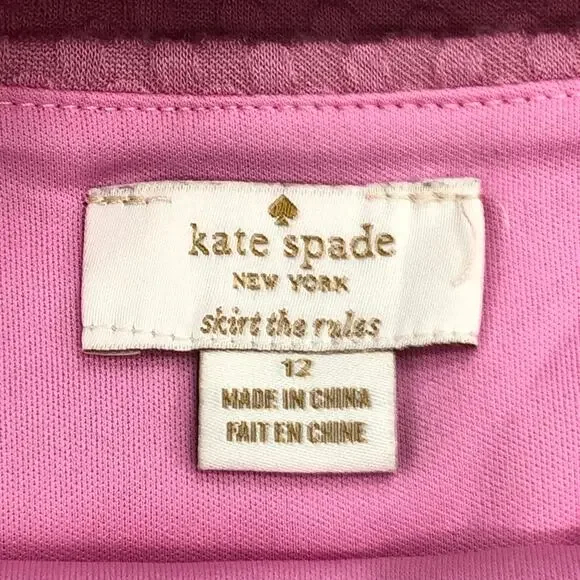 kate spade
NEW YORK
skirt the rules
12
MADE IN CHINA
FAIT EN CHINE